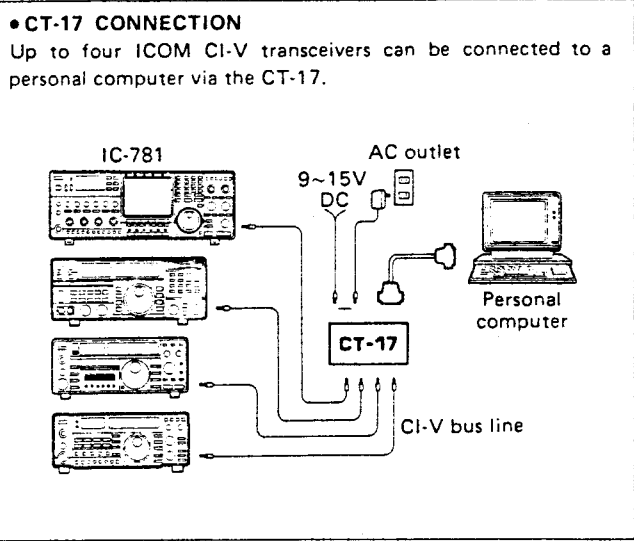 • CT-17 CONNECTION
Up to four ICOM CI-V transceivers can be connected to a
personal computer via the CT-17.
IC-781
AC outlet
9~15V
DC
Personal
computer
CT-17
CI-V bus line